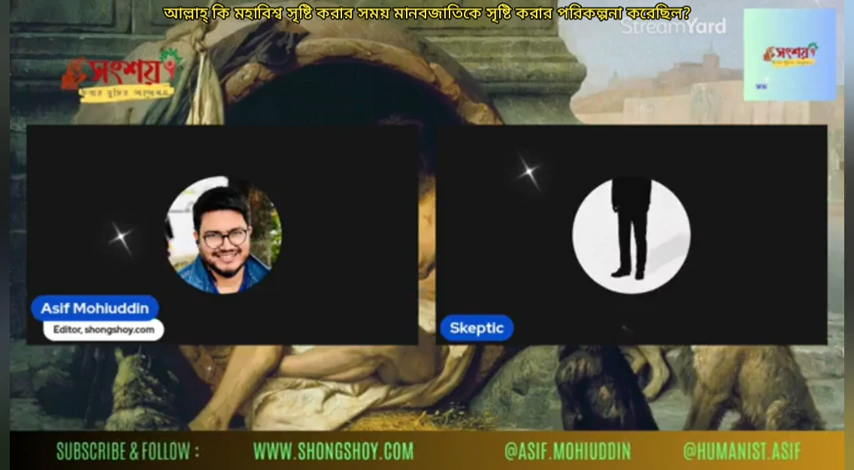 আল্লাহ্ কি মহাবিশ্ব সৃষ্টি করার সময় মানবজাতিকে সৃষ্টি করার পরিকল্পনা করেছিল?
StreamYard
সংশয়
সংশয়
Asif Mohiuddin
Editor, shongshoy.com
Skeptic
SUBSCRIBE & FOLLOW : WWW.SHONGSHOY.COM @ASIF.MOHIUDDIN @HUMANIST.ASIF